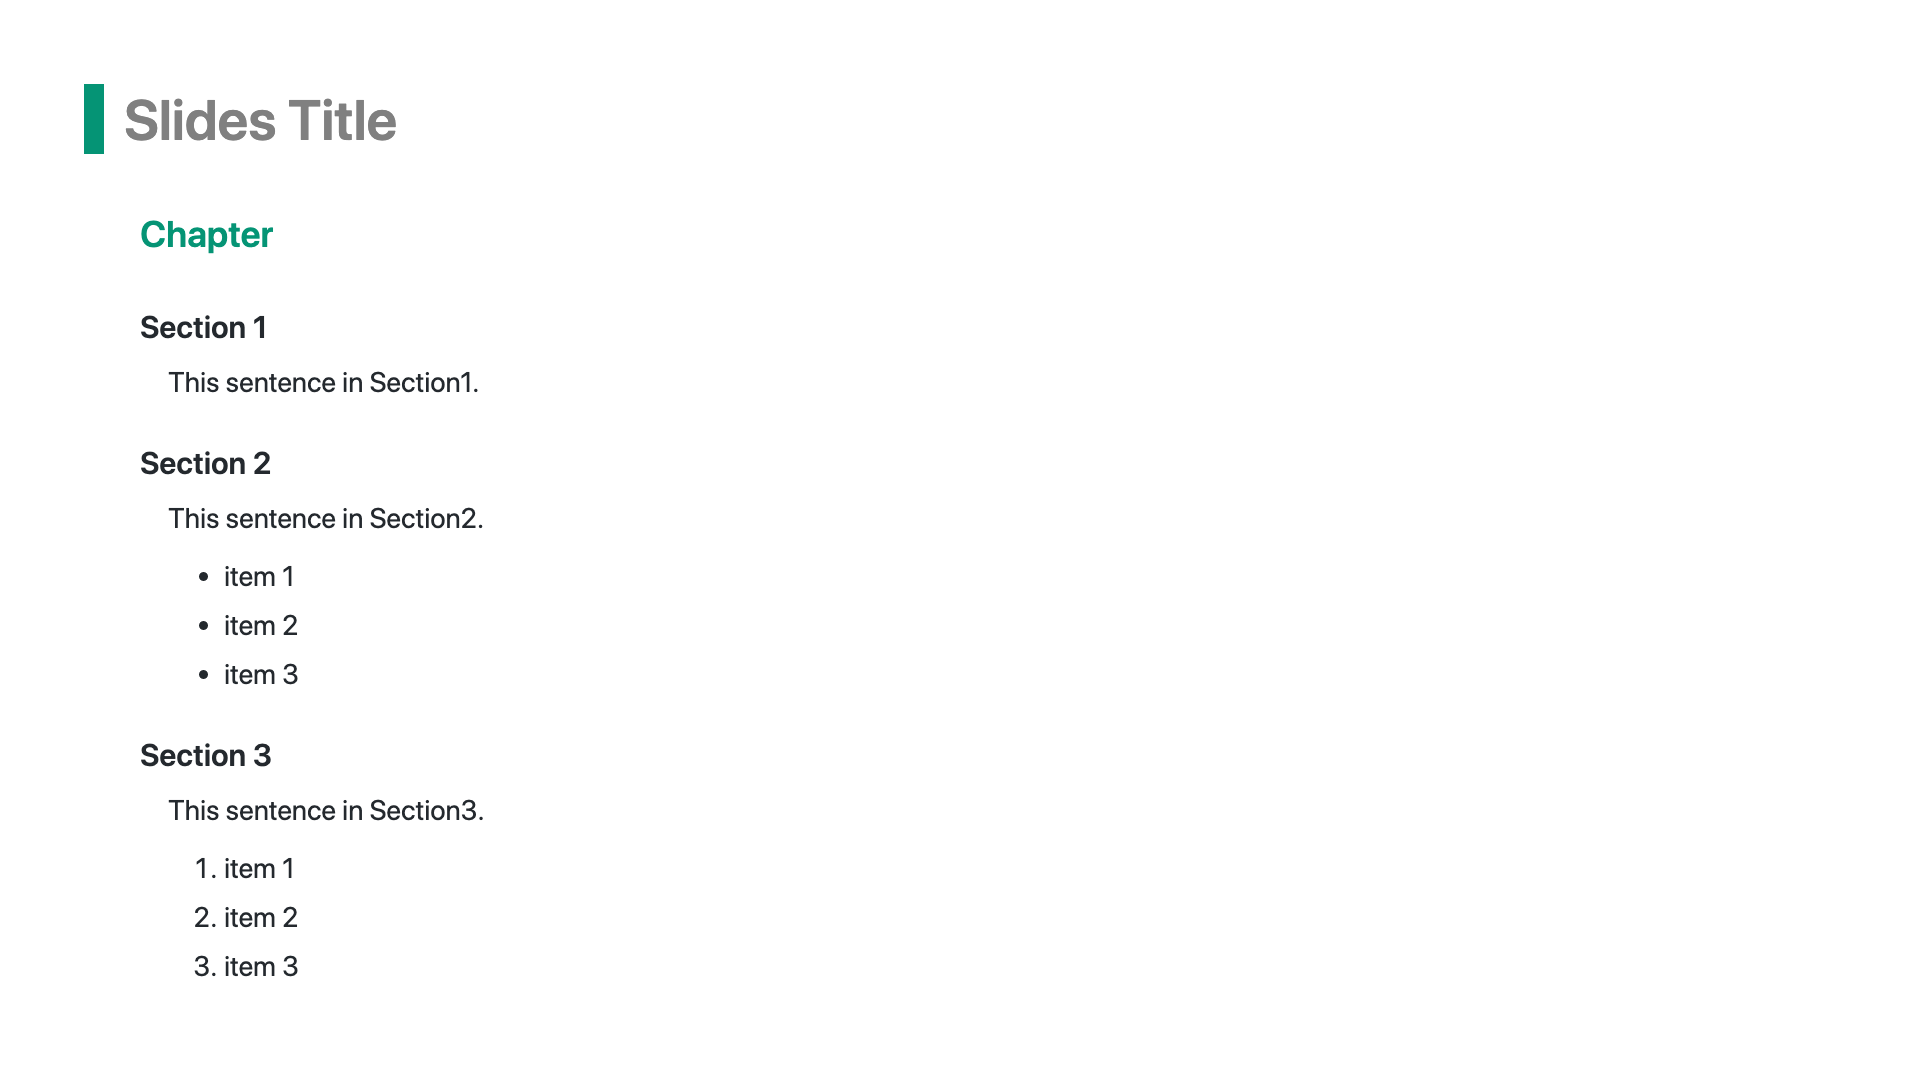 Slides Title
Chapter
Section 1
This sentence in Section1.
Section 2
This sentence in Section2.
• item 1
• item 2
• item 3
Section 3
This sentence in Section3.
1. item 1
2. item 2
3. item 3